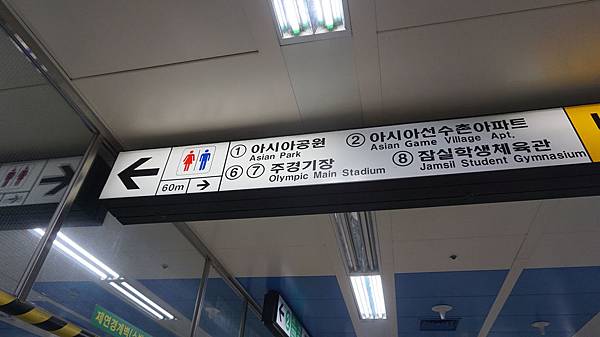 60m
① 아시아공원
Asian Park
⑥ ⑦ 주경기장
Olympic Main Stadium
② 아시아선수촌아파트
Asian Game Village Apt.
⑧ 잠실학생체육관
Jamsil Student Gymnasium